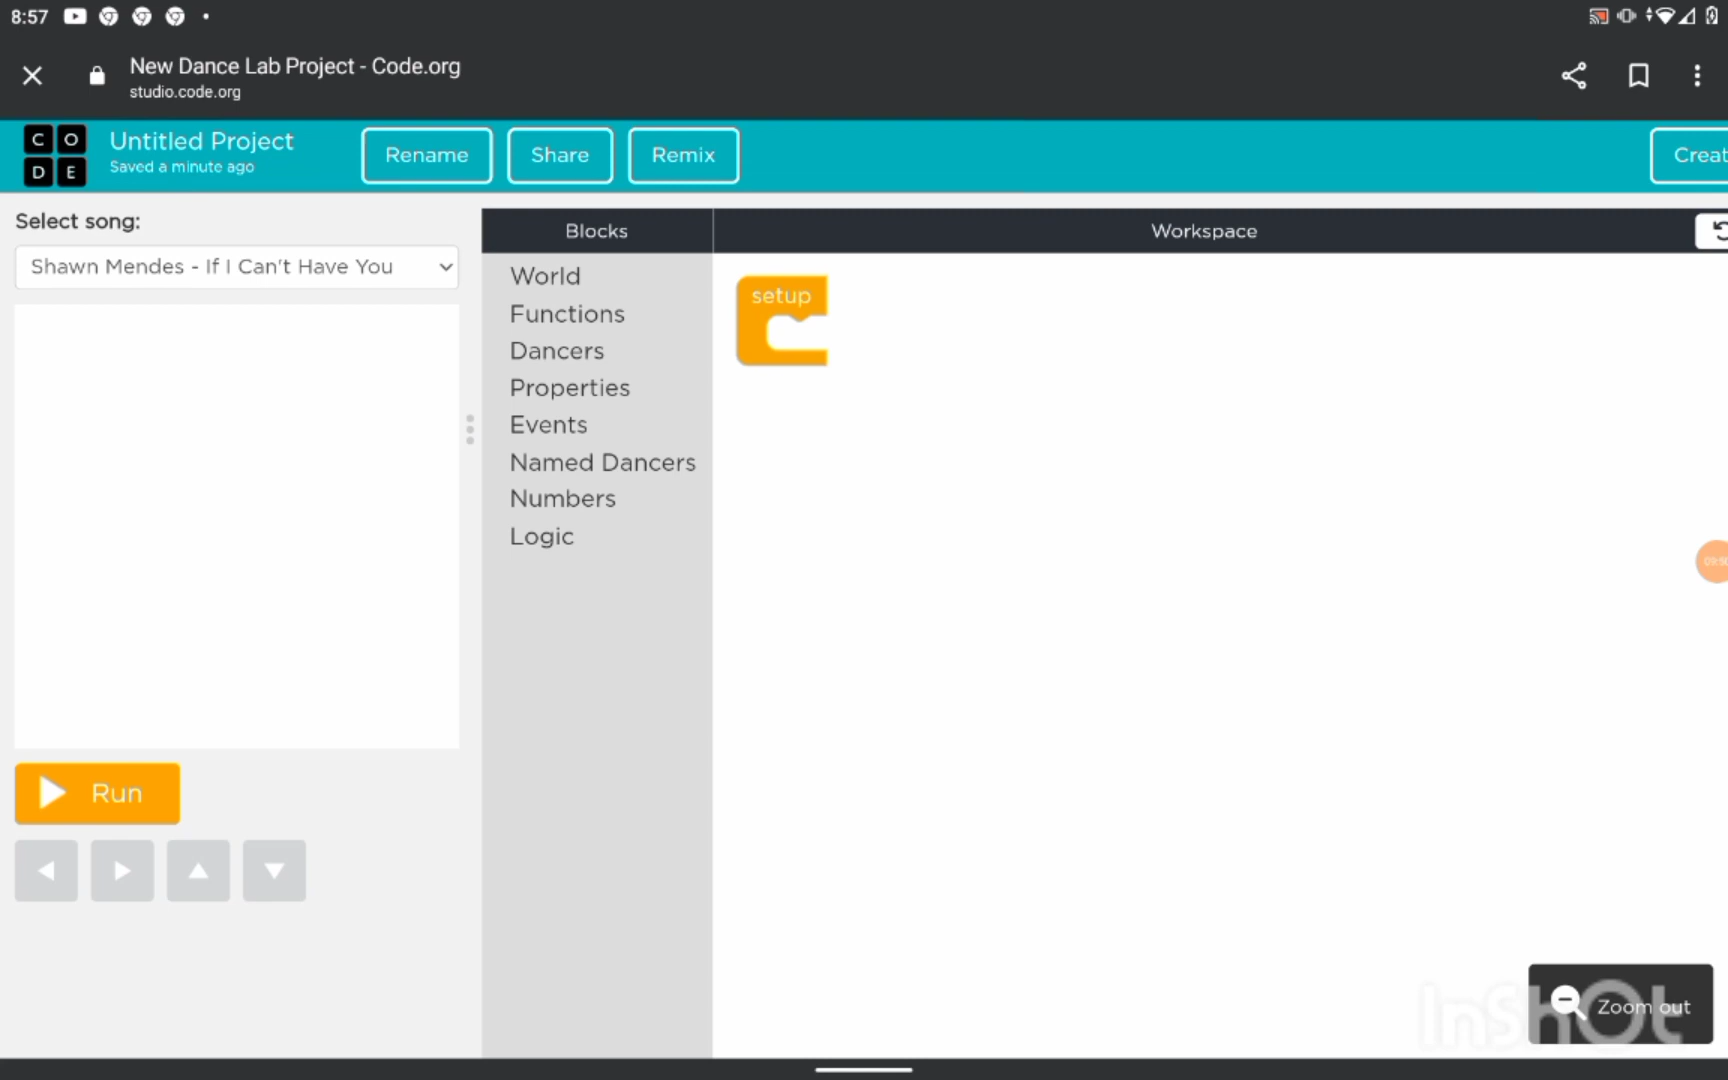 8:57
New Dance Lab Project - Code.org
studio.code.org
C O
D E
Untitled Project
Saved a minute ago
Rename
Share
Remix
Creat
Select song:
Shawn Mendes - If I Can't Have You
Blocks
Workspace
World
Functions
Dancers
Properties
Events
Named Dancers
Numbers
Logic
setup
Run
Zoom out
InShOt